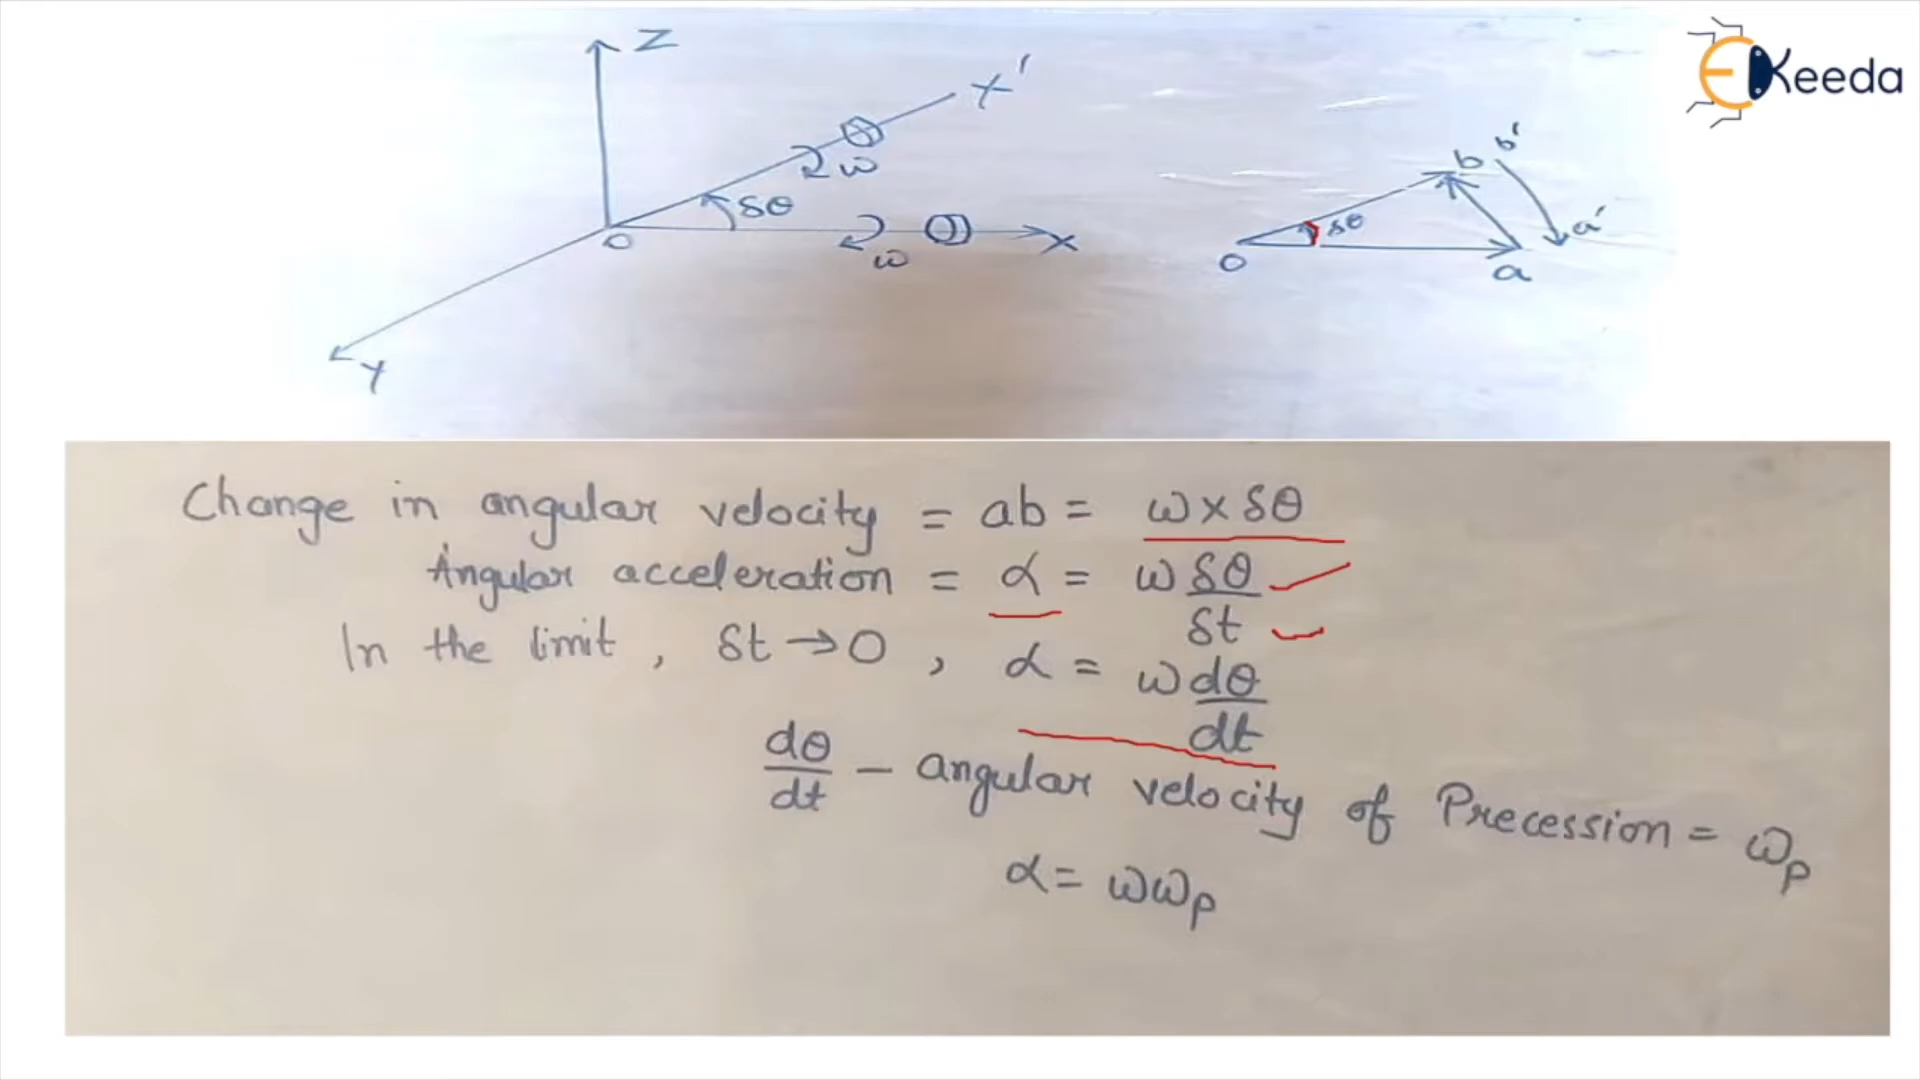 Z
X'
ω
δθ
O
ω
X
Y
b b'
δθ
a'
O
a
EKeeda
Change in angular velocity = ab = ω x δθ
Angular acceleration = α = ω δθ/δt
In the limit, δt → 0, α = ω dθ/dt
dθ/dt - angular velocity of Precession = ωp
α = ωωp